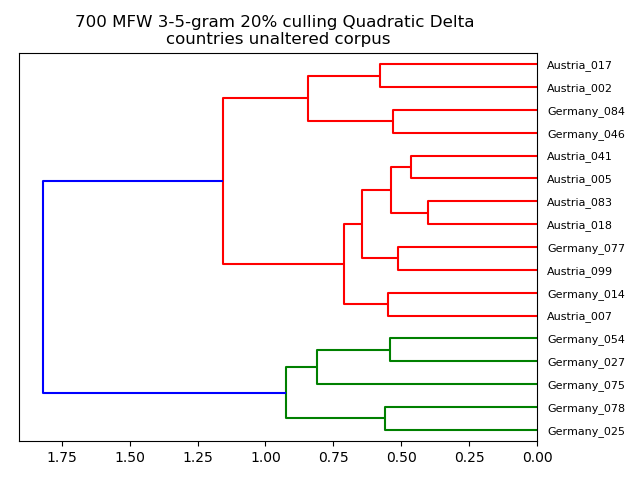 700 MFW 3-5-gram 20% culling Quadratic Delta
countries unaltered corpus
Austria_017
Austria_002
Germany_084
Germany_046
Austria_041
Austria_005
Austria_083
Austria_018
Germany_077
Austria_099
Germany_014
Austria_007
Germany_054
Germany_027
Germany_075
Germany_078
Germany_025
1.75 1.50 1.25 1.00 0.75 0.50 0.25 0.00